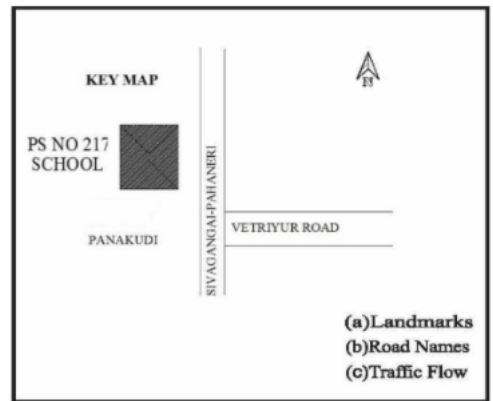 KEY MAP
N
PS NO 217
SCHOOL
SIVAGANGAI-PAHANERI
VETRIYUR ROAD
PANAKUDI
(a)Landmarks
(b)Road Names
(c)Traffic Flow